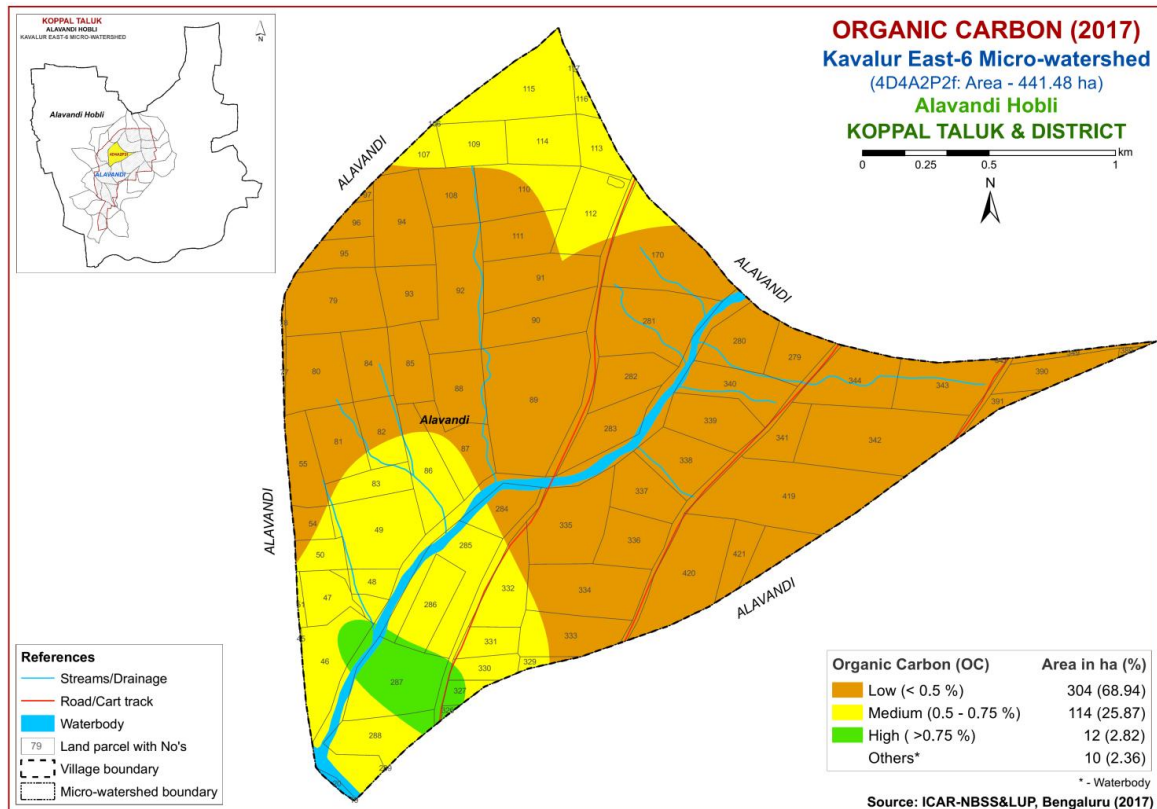 KOPPAL TALUK
ALAVANDI HOBLI
KAVALUR EAST-6 MICRO-WATERSHED
N
Alavandi Hobli
ALAVANDI
ORGANIC CARBON (2017)
Kavalur East-6 Micro-watershed
(4D4A2P2f: Area - 441.48 ha)
Alavandi Hobli
KOPPAL TALUK & DISTRICT
0 0.25 0.5 1 km
N
ALAVANDI
ALAVANDI
ALAVANDI
ALAVANDI
Alavandi
115
116
107 109 114 113
112
108 110
96 94 111
95 170
79 93 92 91
90 281
280 279
80 84 85 282
88 89 340 344 343 390
391
81 82 283 339
87 341 342
55 86 338
83
54 49 284 337 419
285 335
50 336 421
48 420
47 286 332 334
331 333
46 330 329
287 327
288
References
Streams/Drainage
Road/Cart track
Waterbody
79 Land parcel with No's
Village boundary
Micro-watershed boundary
Organic Carbon (OC) Area in ha (%)
Low (< 0.5 %) 304 (68.94)
Medium (0.5 - 0.75 %) 114 (25.87)
High ( >0.75 %) 12 (2.82)
Others* 10 (2.36)
* - Waterbody
Source: ICAR-NBSS&LUP, Bengaluru (2017)